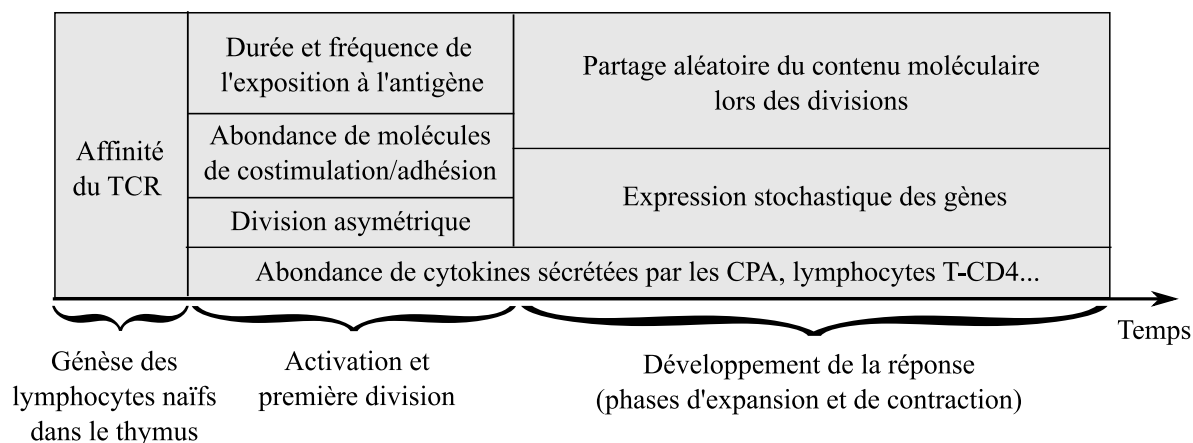 Affinité
du TCR
Durée et fréquence de
l'exposition à l'antigène
Abondance de molécules
de costimulation/adhésion
Division asymétrique
Partage aléatoire du contenu moléculaire
lors des divisions
Expression stochastique des gènes
Abondance de cytokines sécrétées par les CPA, lymphocytes T-CD4...
Temps
Génèse des
lymphocytes naïfs
dans le thymus
Activation et
première division
Développement de la réponse
(phases d'expansion et de contraction)